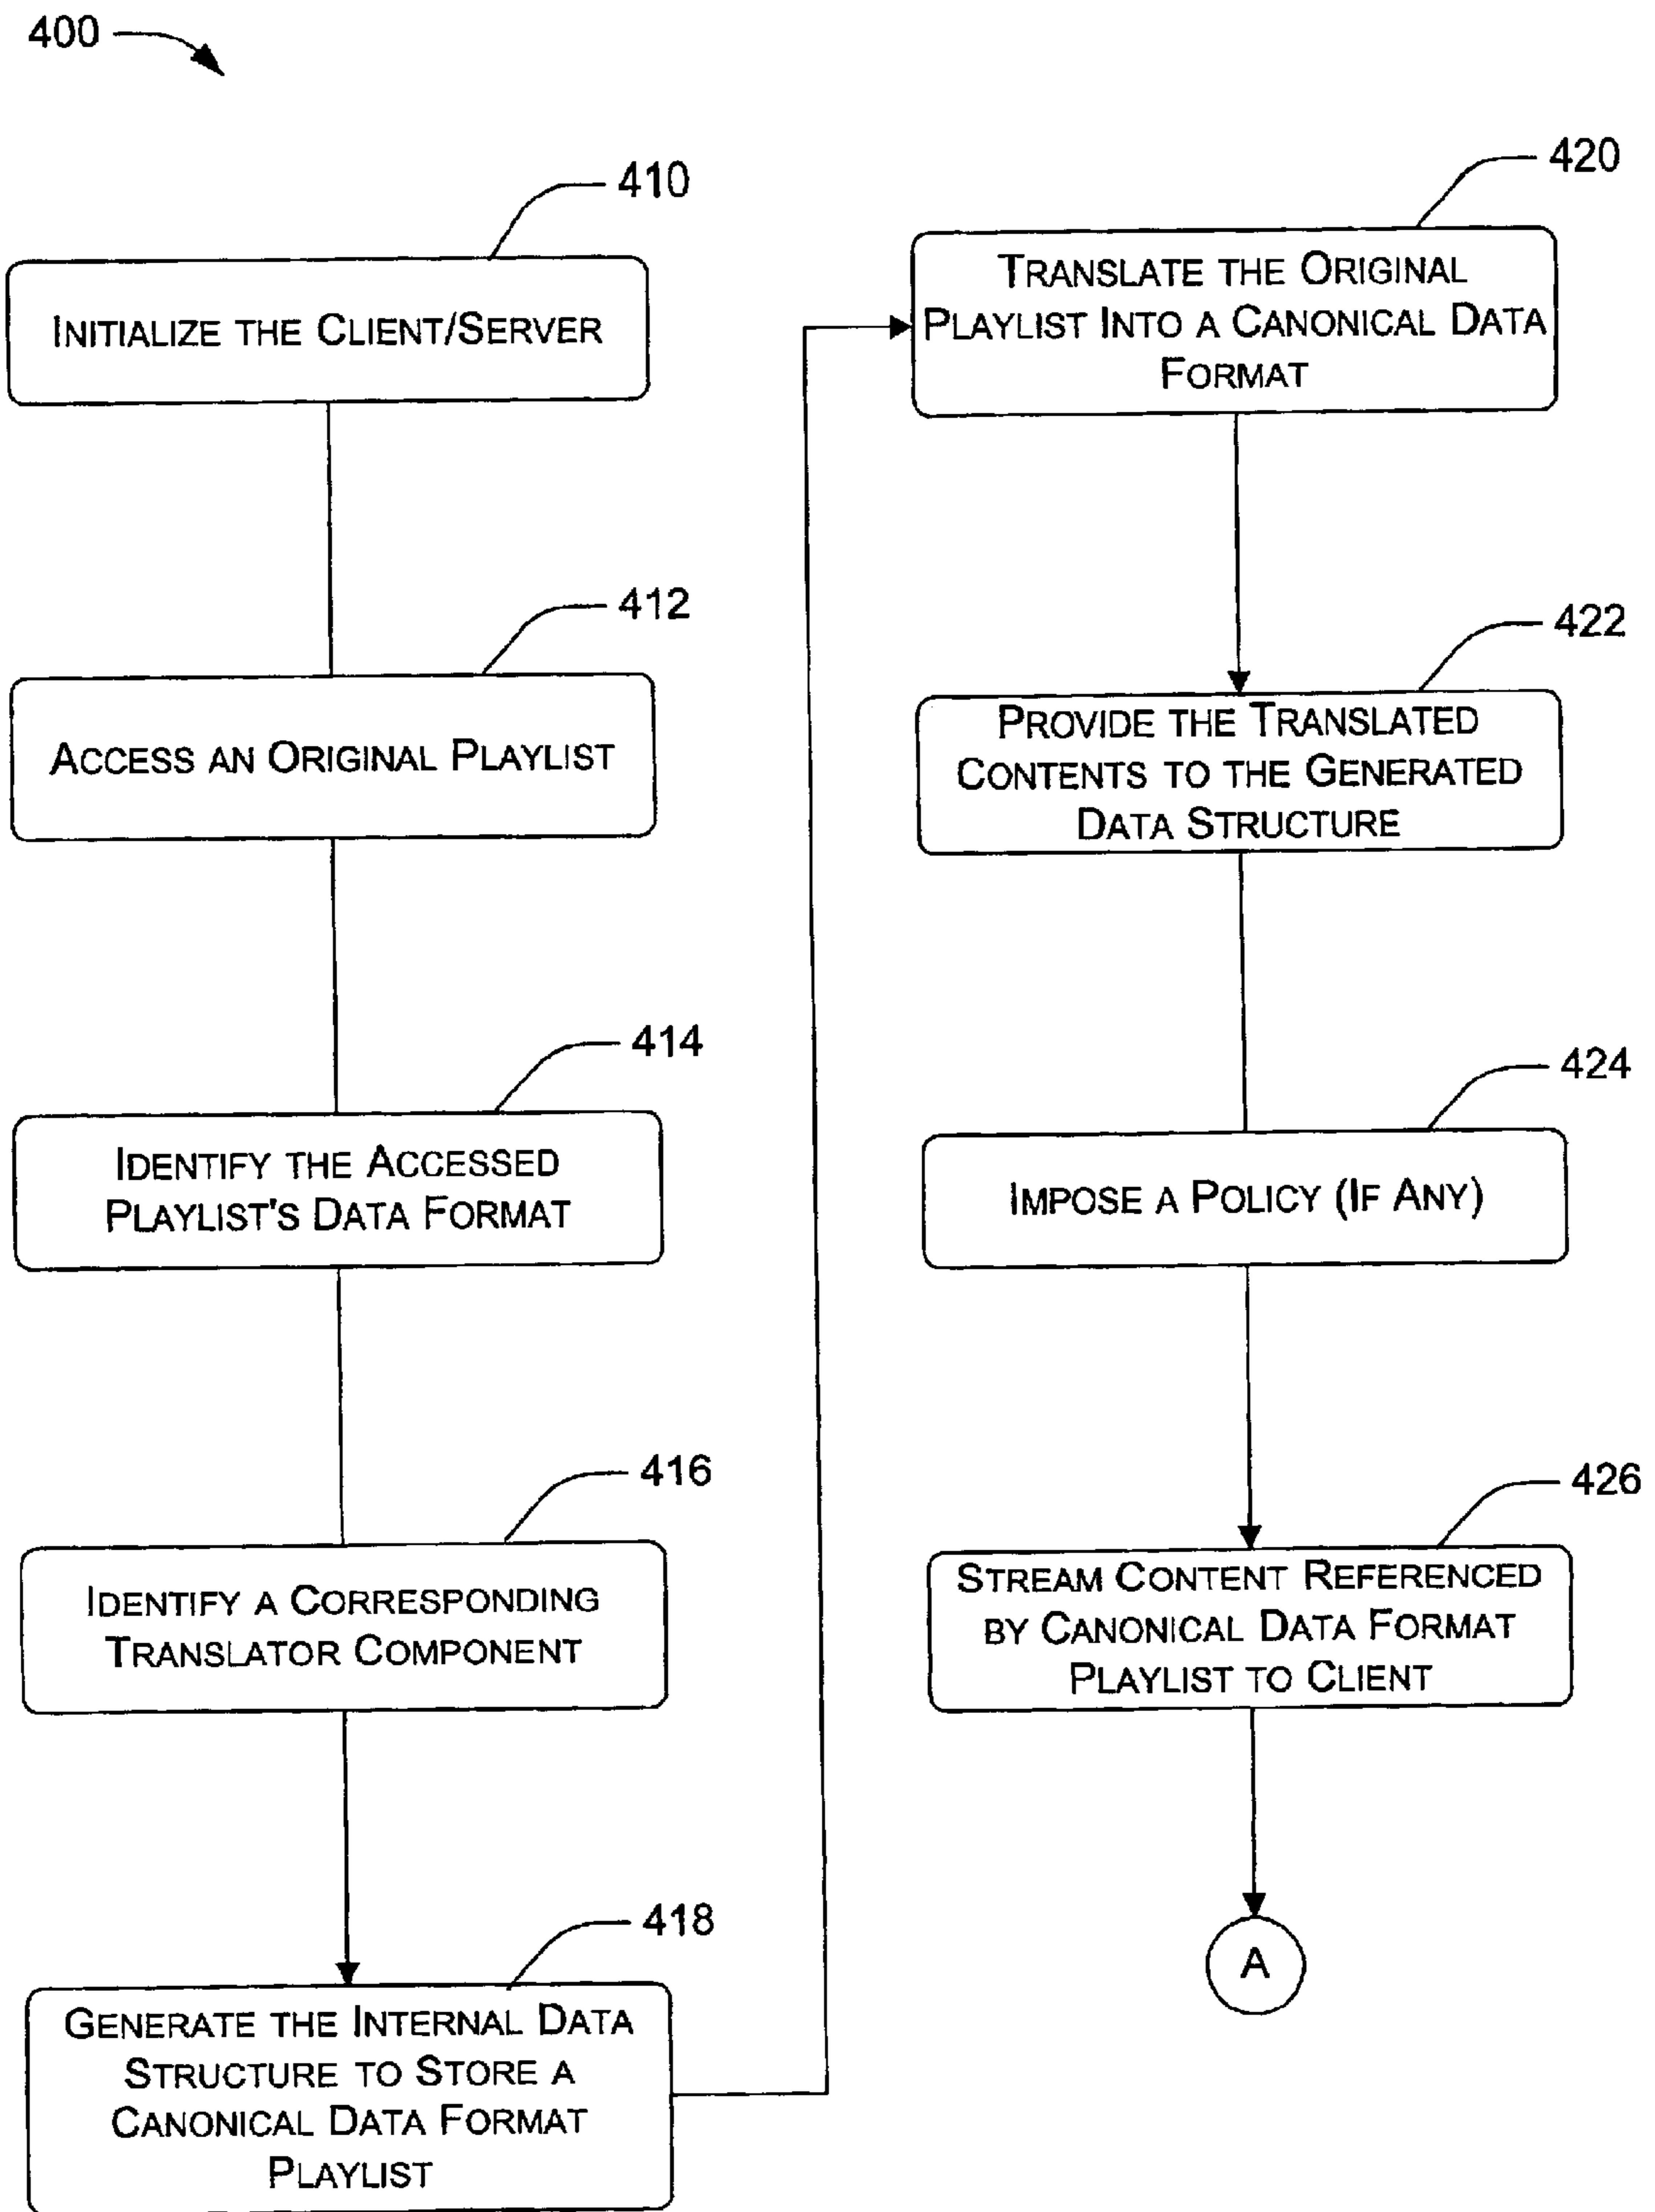 400
410
INITIALIZE THE CLIENT/SERVER
412
ACCESS AN ORIGINAL PLAYLIST
414
IDENTIFY THE ACCESSED
PLAYLIST'S DATA FORMAT
416
IDENTIFY A CORRESPONDING
TRANSLATOR COMPONENT
418
GENERATE THE INTERNAL DATA
STRUCTURE TO STORE A
CANONICAL DATA FORMAT
PLAYLIST
420
TRANSLATE THE ORIGINAL
PLAYLIST INTO A CANONICAL DATA
FORMAT
422
PROVIDE THE TRANSLATED
CONTENTS TO THE GENERATED
DATA STRUCTURE
424
IMPOSE A POLICY (IF ANY)
426
STREAM CONTENT REFERENCED
BY CANONICAL DATA FORMAT
PLAYLIST TO CLIENT
A